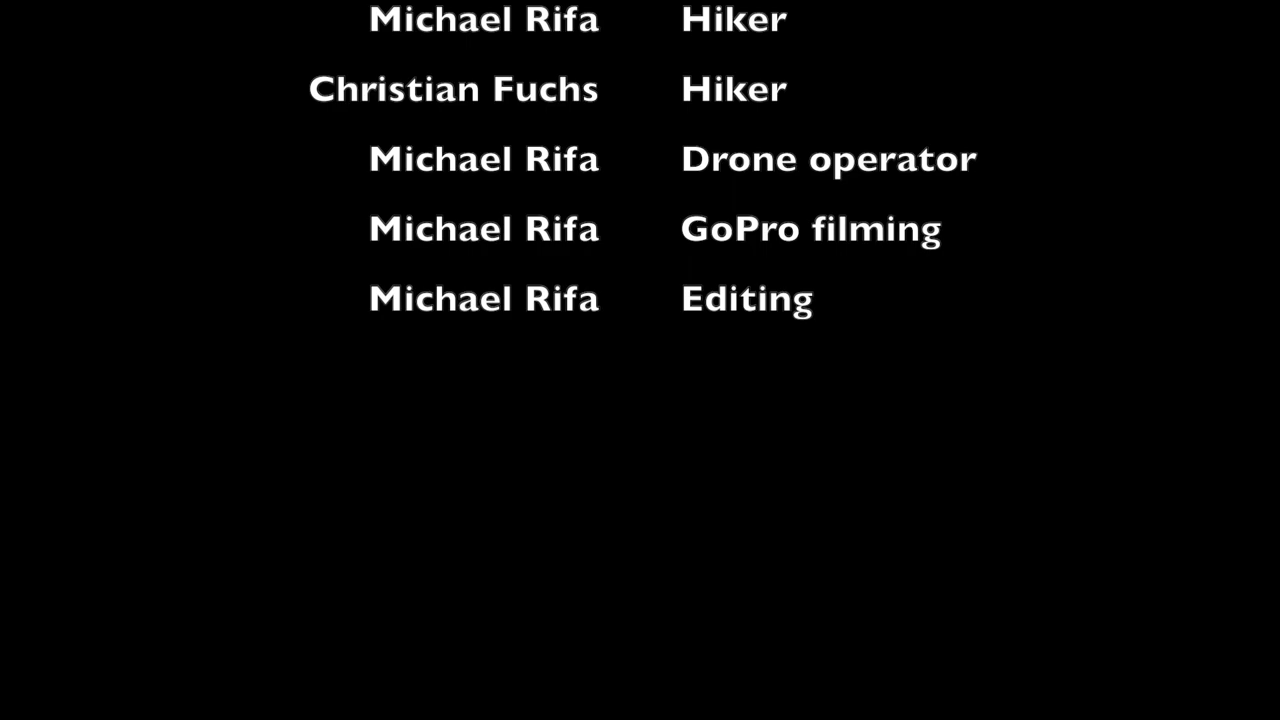 Michael Rifa Hiker
Christian Fuchs Hiker
Michael Rifa Drone operator
Michael Rifa GoPro filming
Michael Rifa Editing